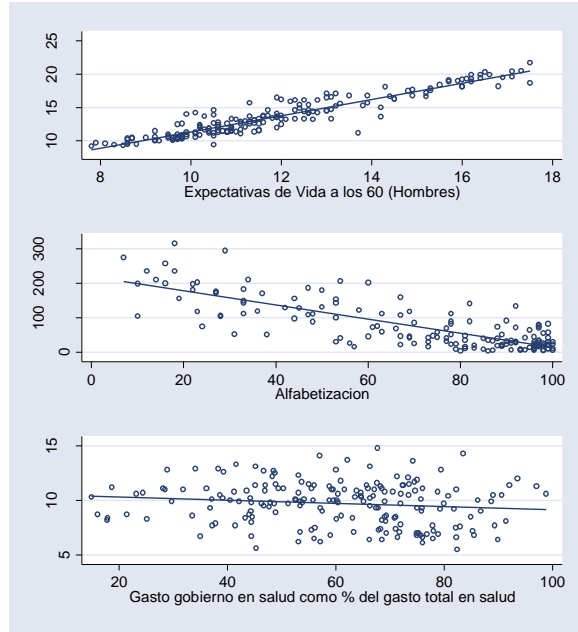 25
20
15
10
8 10 12 14 16 18
Expectativas de Vida a los 60 (Hombres)
300
200
100
0
0 20 40 60 80 100
Alfabetizacion
15
10
5
20 40 60 80 100
Gasto gobierno en salud como % del gasto total en salud